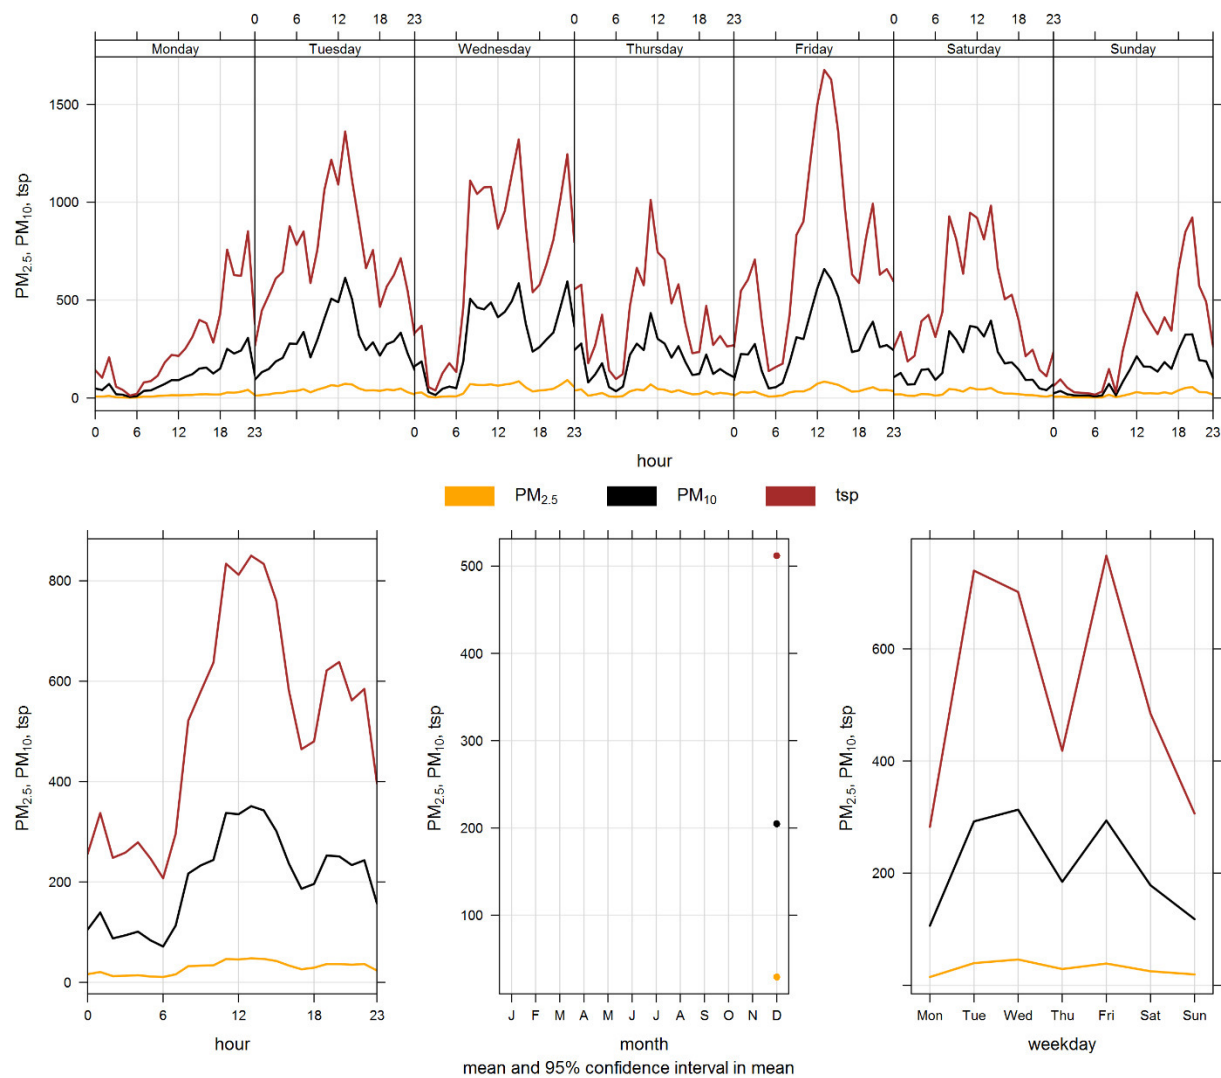 0 6 12 18 23 0 6 12 18 23 0 6 12 18 23
Monday Tuesday Wednesday Thursday Friday Saturday Sunday
1500
1000
500
0
PM2.5, PM10, tsp
0 6 12 18 23 0 6 12 18 23 0 6 12 18 23 0 6 12 18 23
hour
PM2.5 PM10 tsp
800
600
400
200
0
PM2.5, PM10, tsp
0 6 12 18 23
hour
500
400
300
200
100
PM2.5, PM10, tsp
J F M A M J J A S O N D
month
mean and 95% confidence interval in mean
600
400
200
PM2.5, PM10, tsp
Mon Tue Wed Thu Fri Sat Sun
weekday